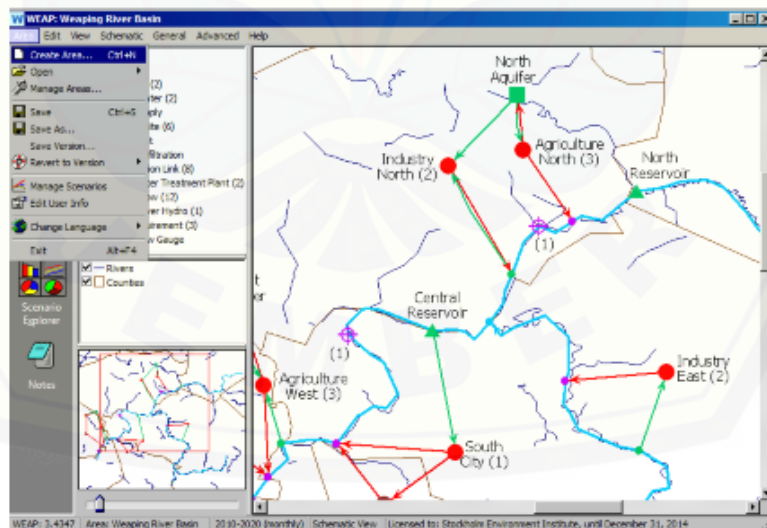 WEAP: Weaping River Basin
Area Edit View Schematic General Advanced Help
Create Area... Ctrl+N
Open
Manage Areas...
Save Ctrl+S
Save As...
Save Version...
Revert to Version
Manage Scenarios
Edit User Info
Change Language
Exit Alt+F4
(2)
ter (2)
ply
ite (6)
t
filtration
ion Link (8)
er Treatment Plant (2)
ow (12)
er Hydro (1)
urement (3)
w Gauge
Rivers
Counties
Scenario
Explorer
Notes
North
Aquifer
Agriculture
North (3)
Industry
North (2)
North
Reservoir
(1)
Central
Reservoir
(1)
Agriculture
West (3)
Industry
East (2)
South
City (1)
WEAP: 3.4347 Area: Weaping River Basin 2010-2020 (monthly) Schematic View Licensed to: Stockholm Environment Institute, until December 31, 2014